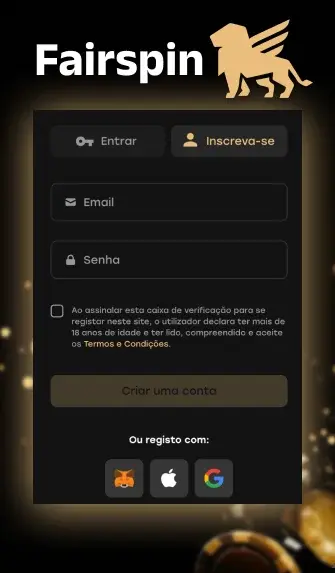 Fairspin
Entrar
Inscreva-se
Email
Senha
Ao assinalar esta caixa de verificação para se
registar neste site, o utilizador declara ter mais de
18 anos de idade e ter lido, compreendido e aceite
os Termos e Condições.
Criar uma conta
Ou registo com: